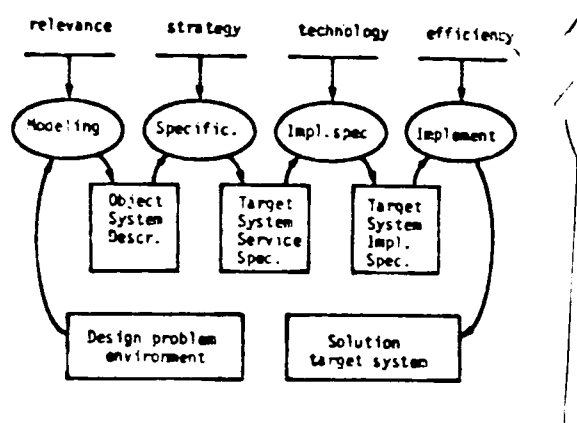 relevance
strategy
technology
efficiency
Modeling
Specific.
Impl.spec
Implement
Object
System
Descr.
Target
System
Service
Spec.
Target
System
Impl.
Spec.
Design problem
environment
Solution
target system